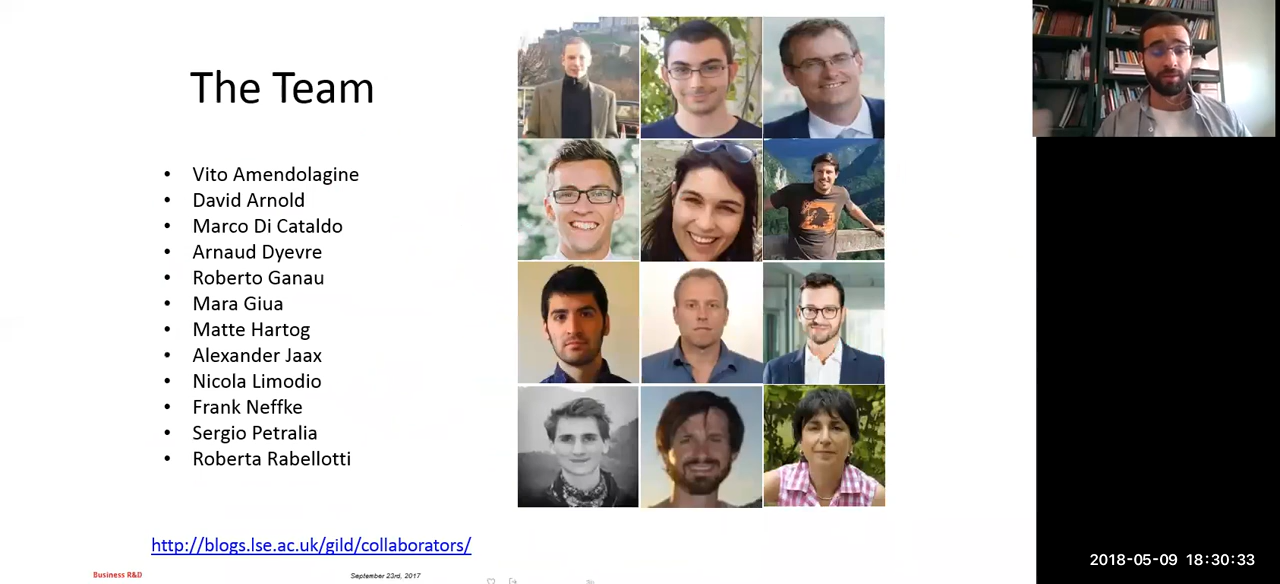 The Team
• Vito Amendolagine
• David Arnold
• Marco Di Cataldo
• Arnaud Dyevre
• Roberto Ganau
• Mara Giua
• Matte Hartog
• Alexander Jaax
• Nicola Limodio
• Frank Neffke
• Sergio Petralia
• Roberta Rabellotti
http://blogs.lse.ac.uk/gild/collaborators/
Business R&D
September 23rd, 2017
2018-05-09 18:30:33